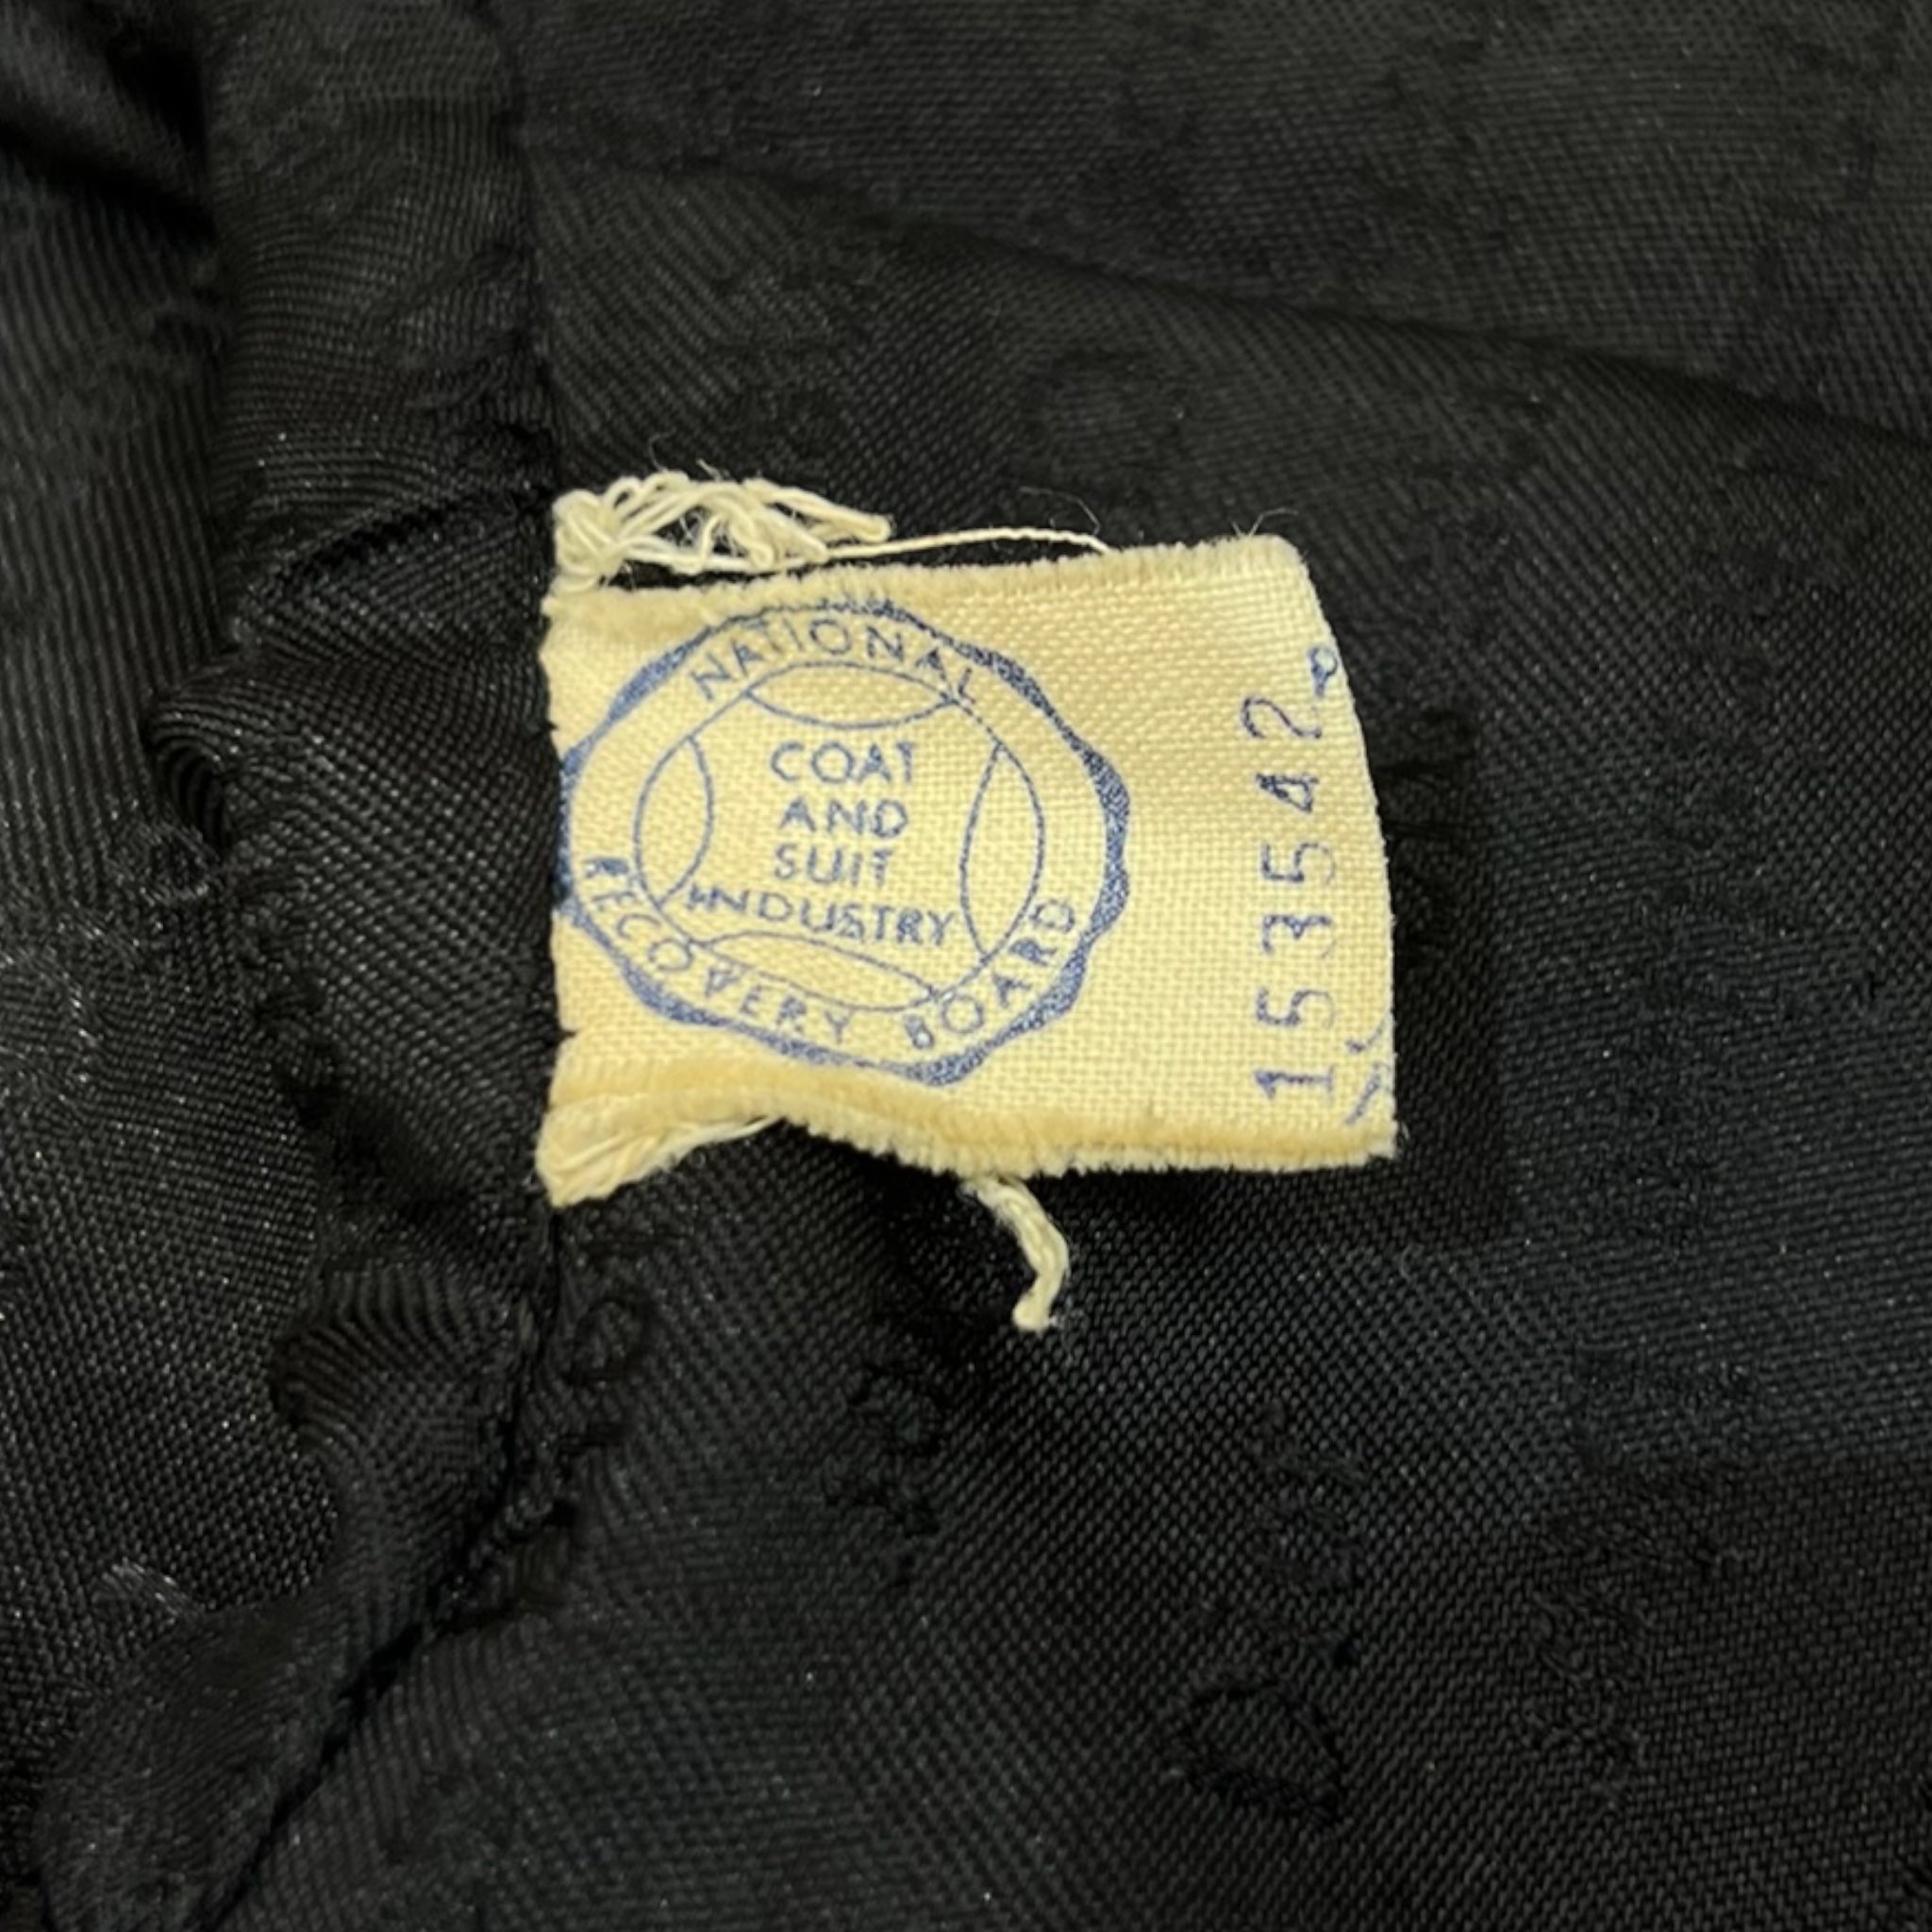 NATIONAL
COAT
AND
SUIT
INDUSTRY
RECOVERY BOARD
153542